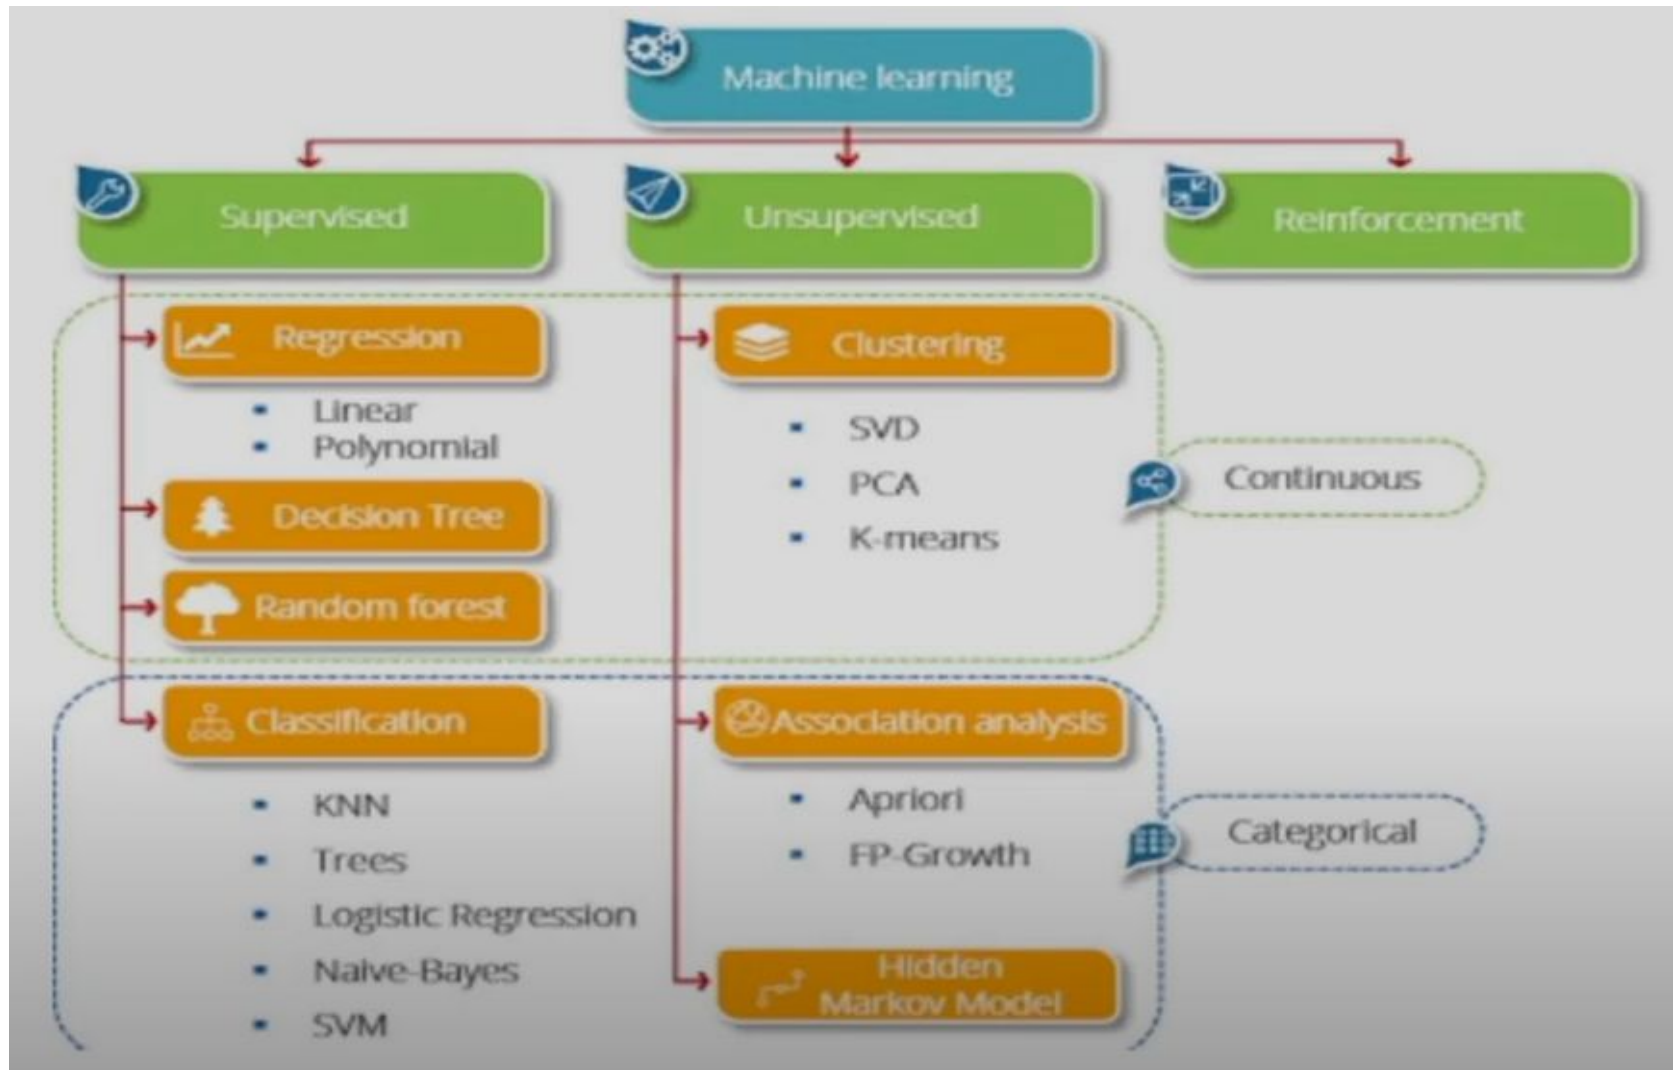 Machine learning
Supervised
Unsupervised
Reinforcement
Regression
Linear
Polynomial
Decision Tree
Random forest
Clustering
SVD
PCA
K-means
Continuous
Classification
KNN
Trees
Logistic Regression
Naive-Bayes
SVM
Association analysis
Apriori
FP-Growth
Hidden
Markov Model
Categorical